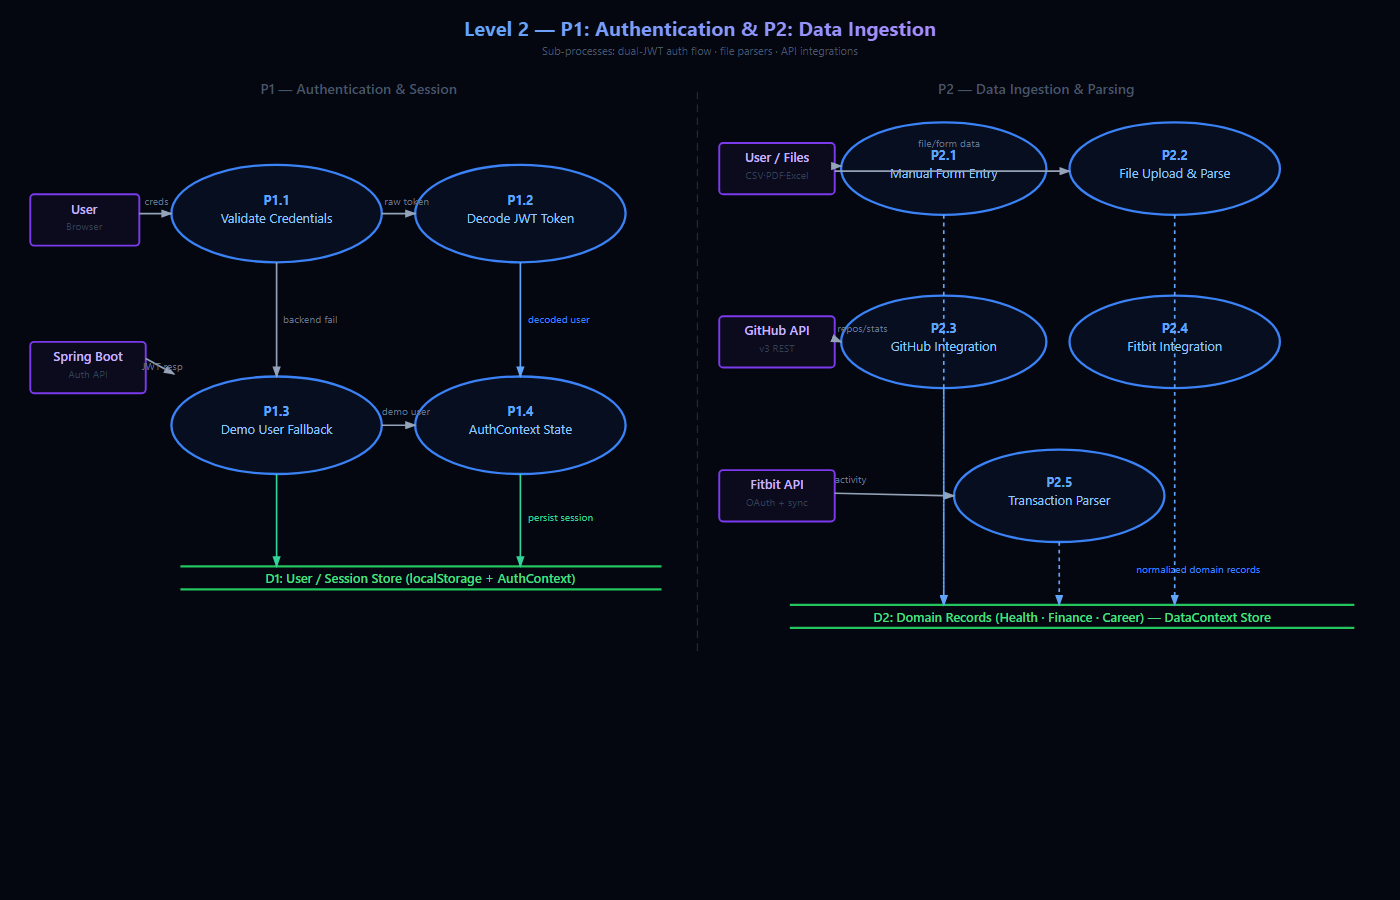 Level 2 — P1: Authentication & P2: Data Ingestion
Sub-processes: dual-JWT auth flow · file parsers · API integrations
P1 — Authentication & Session
User
Browser
creds
P1.1
Validate Credentials
raw token
P1.2
Decode JWT Token
backend fail
decoded user
Spring Boot
Auth API
JWT resp
P1.3
Demo User Fallback
demo user
P1.4
AuthContext State
persist session
D1: User / Session Store (localStorage + AuthContext)
P2 — Data Ingestion & Parsing
User / Files
CSV·PDF·Excel
file/form data
P2.1
Manual Form Entry
P2.2
File Upload & Parse
GitHub API
v3 REST
repos/stats
P2.3
GitHub Integration
P2.4
Fitbit Integration
Fitbit API
OAuth + sync
activity
P2.5
Transaction Parser
normalized domain records
D2: Domain Records (Health · Finance · Career) — DataContext Store